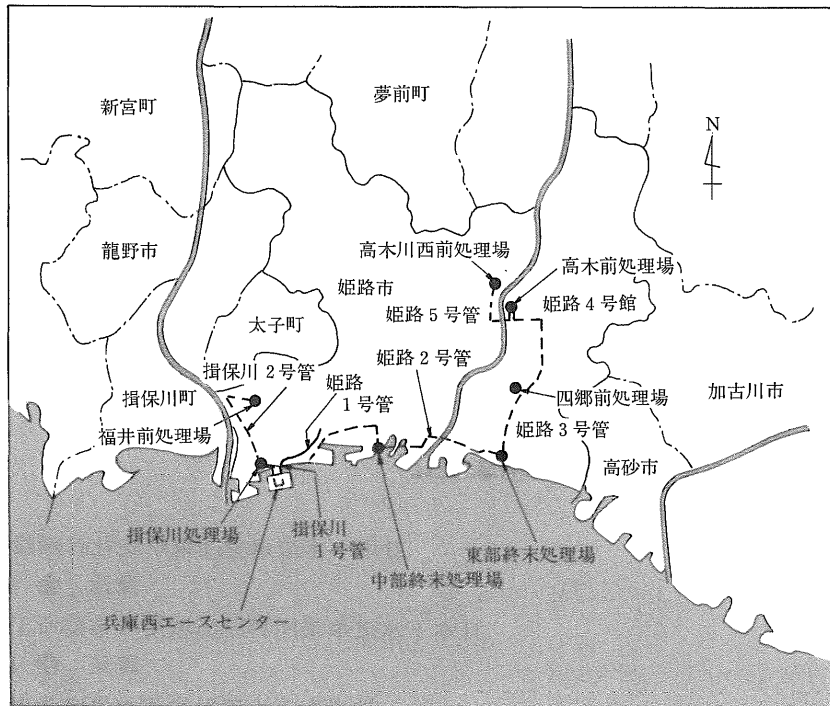 新宮町
夢前町
N
龍野市
高木川西前処理場
高木前処理場
姫路市
姫路5号管
姫路4号館
太子町
揖保川2号管
姫路2号管
揖保川町
姫路
1号管
四郷前処理場
加古川市
福井前処理場
姫路3号管
高砂市
揖保川処理場
揖保川
1号管
東部終末処理場
中部終末処理場
兵庫西エースセンター